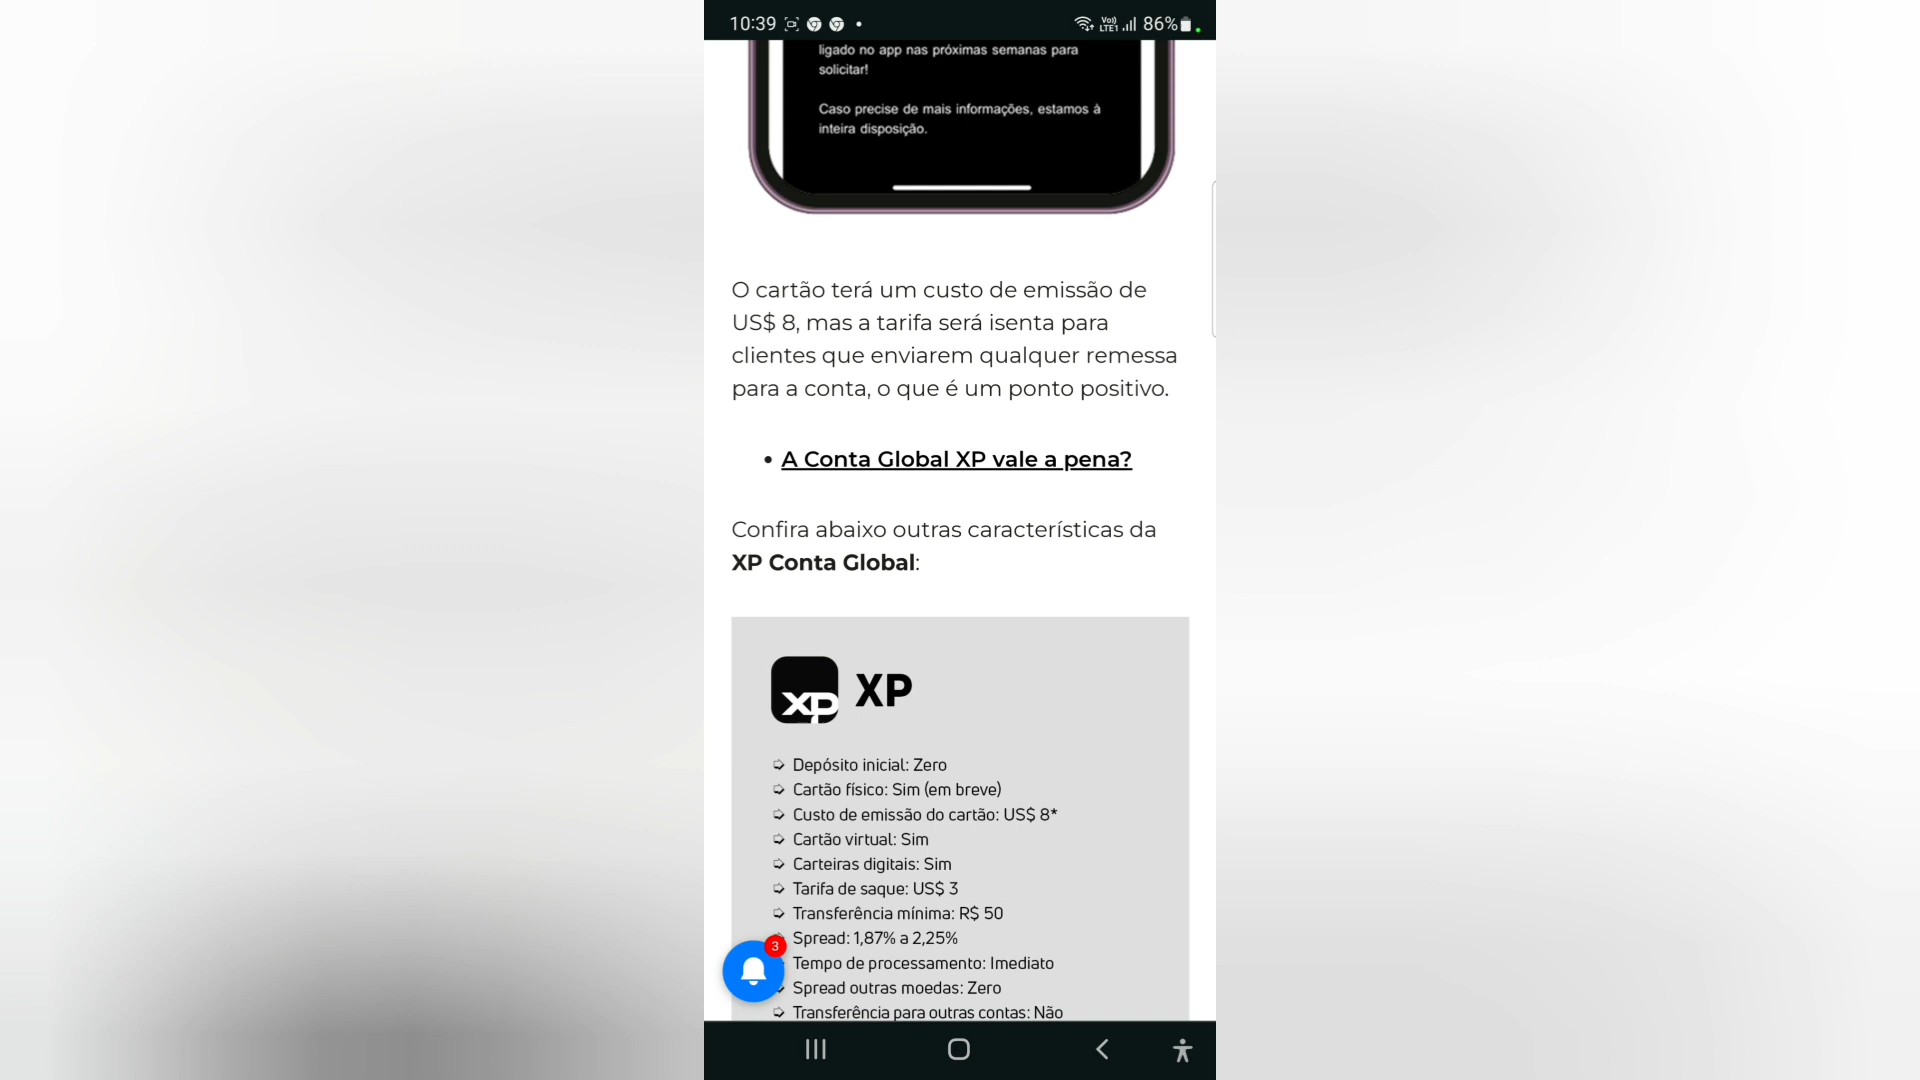 10:39
Vo))
LTE1
86%
ligado no app nas próximas semanas para
solicitar!
Caso precise de mais informações, estamos à
inteira disposição.
O cartão terá um custo de emissão de
US$ 8, mas a tarifa será isenta para
clientes que enviarem qualquer remessa
para a conta, o que é um ponto positivo.
• A Conta Global XP vale a pena?
Confira abaixo outras características da
XP Conta Global:
xp XP
➩ Depósito inicial: Zero
➩ Cartão físico: Sim (em breve)
➩ Custo de emissão do cartão: US$ 8*
➩ Cartão virtual: Sim
➩ Carteiras digitais: Sim
➩ Tarifa de saque: US$ 3
➩ Transferência mínima: R$ 50
Spread: 1,87% a 2,25%
3
Tempo de processamento: Imediato
Spread outras moedas: Zero
➩ Transferência para outras contas: Não